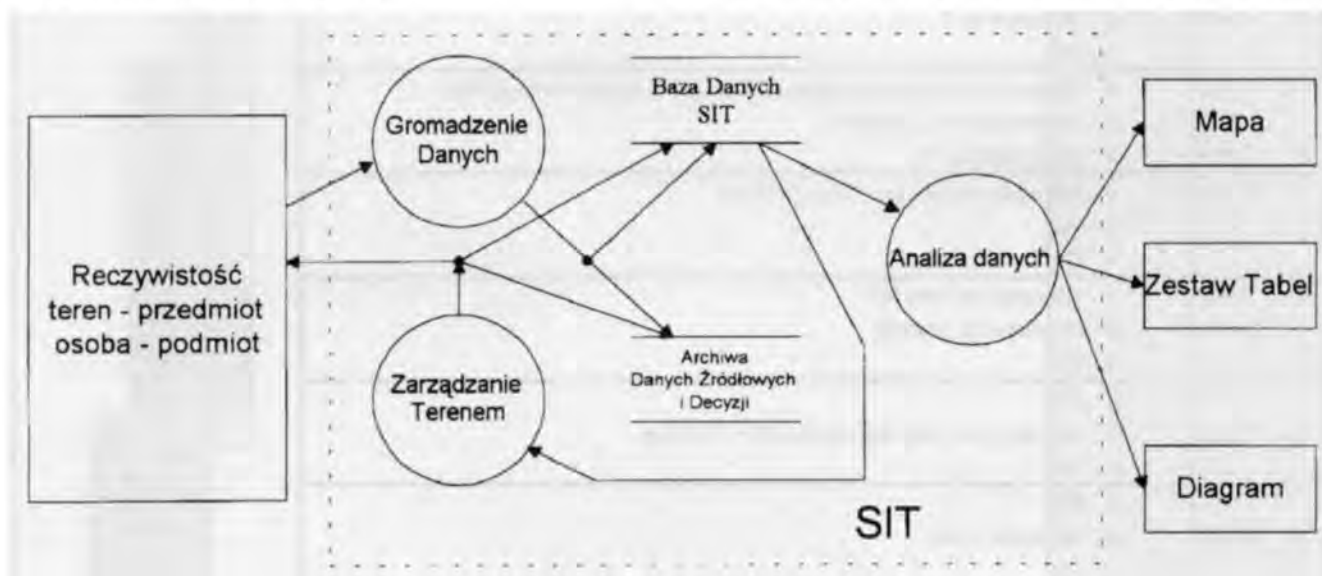 Reczywistość
teren - przedmiot
osoba - podmiot
Gromadzenie
Danych
Zarządzanie
Terenem
Baza Danych
SIT
Archiwa
Danych Źródłowych
i Decyzji
Analiza danych
SIT
Mapa
Zestaw Tabel
Diagram